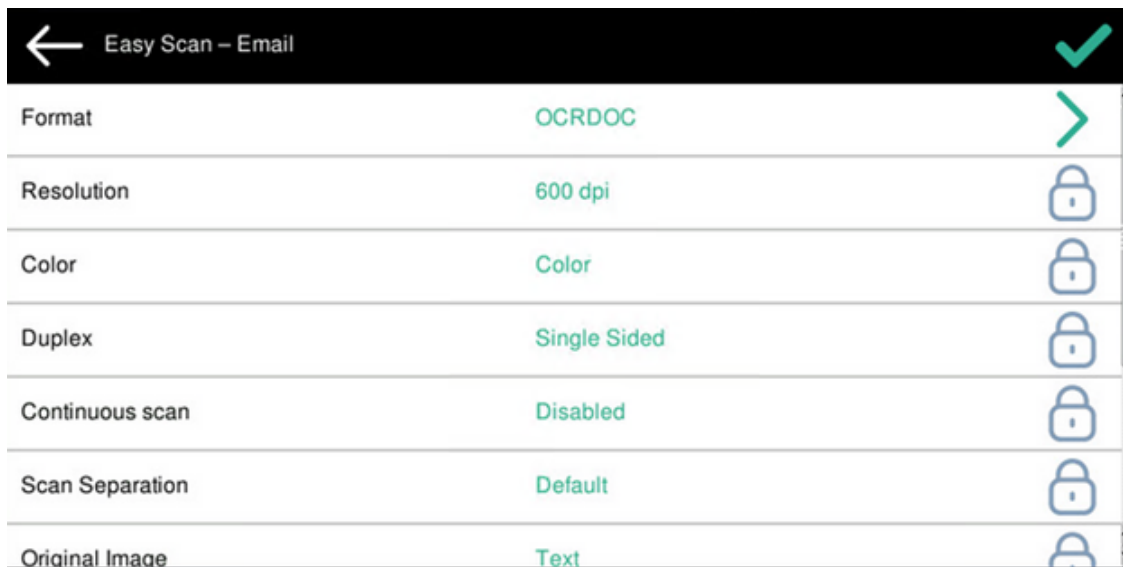 Easy Scan – Email
Format OCRDOC
Resolution 600 dpi
Color Color
Duplex Single Sided
Continuous scan Disabled
Scan Separation Default
Original Image Text